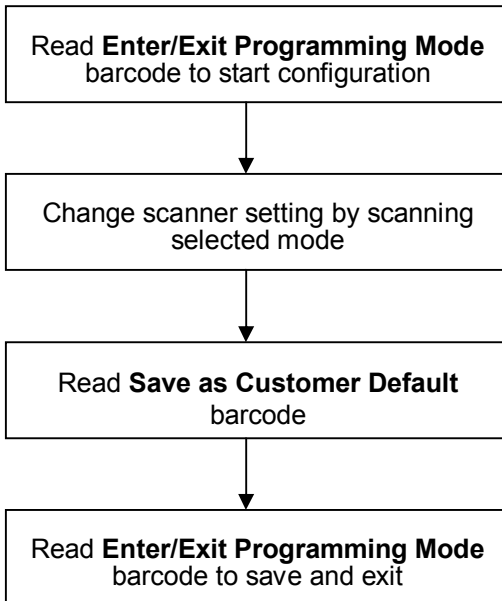 Read Enter/Exit Programming Mode
barcode to start configuration
Change scanner setting by scanning
selected mode
Read Save as Customer Default
barcode
Read Enter/Exit Programming Mode
barcode to save and exit